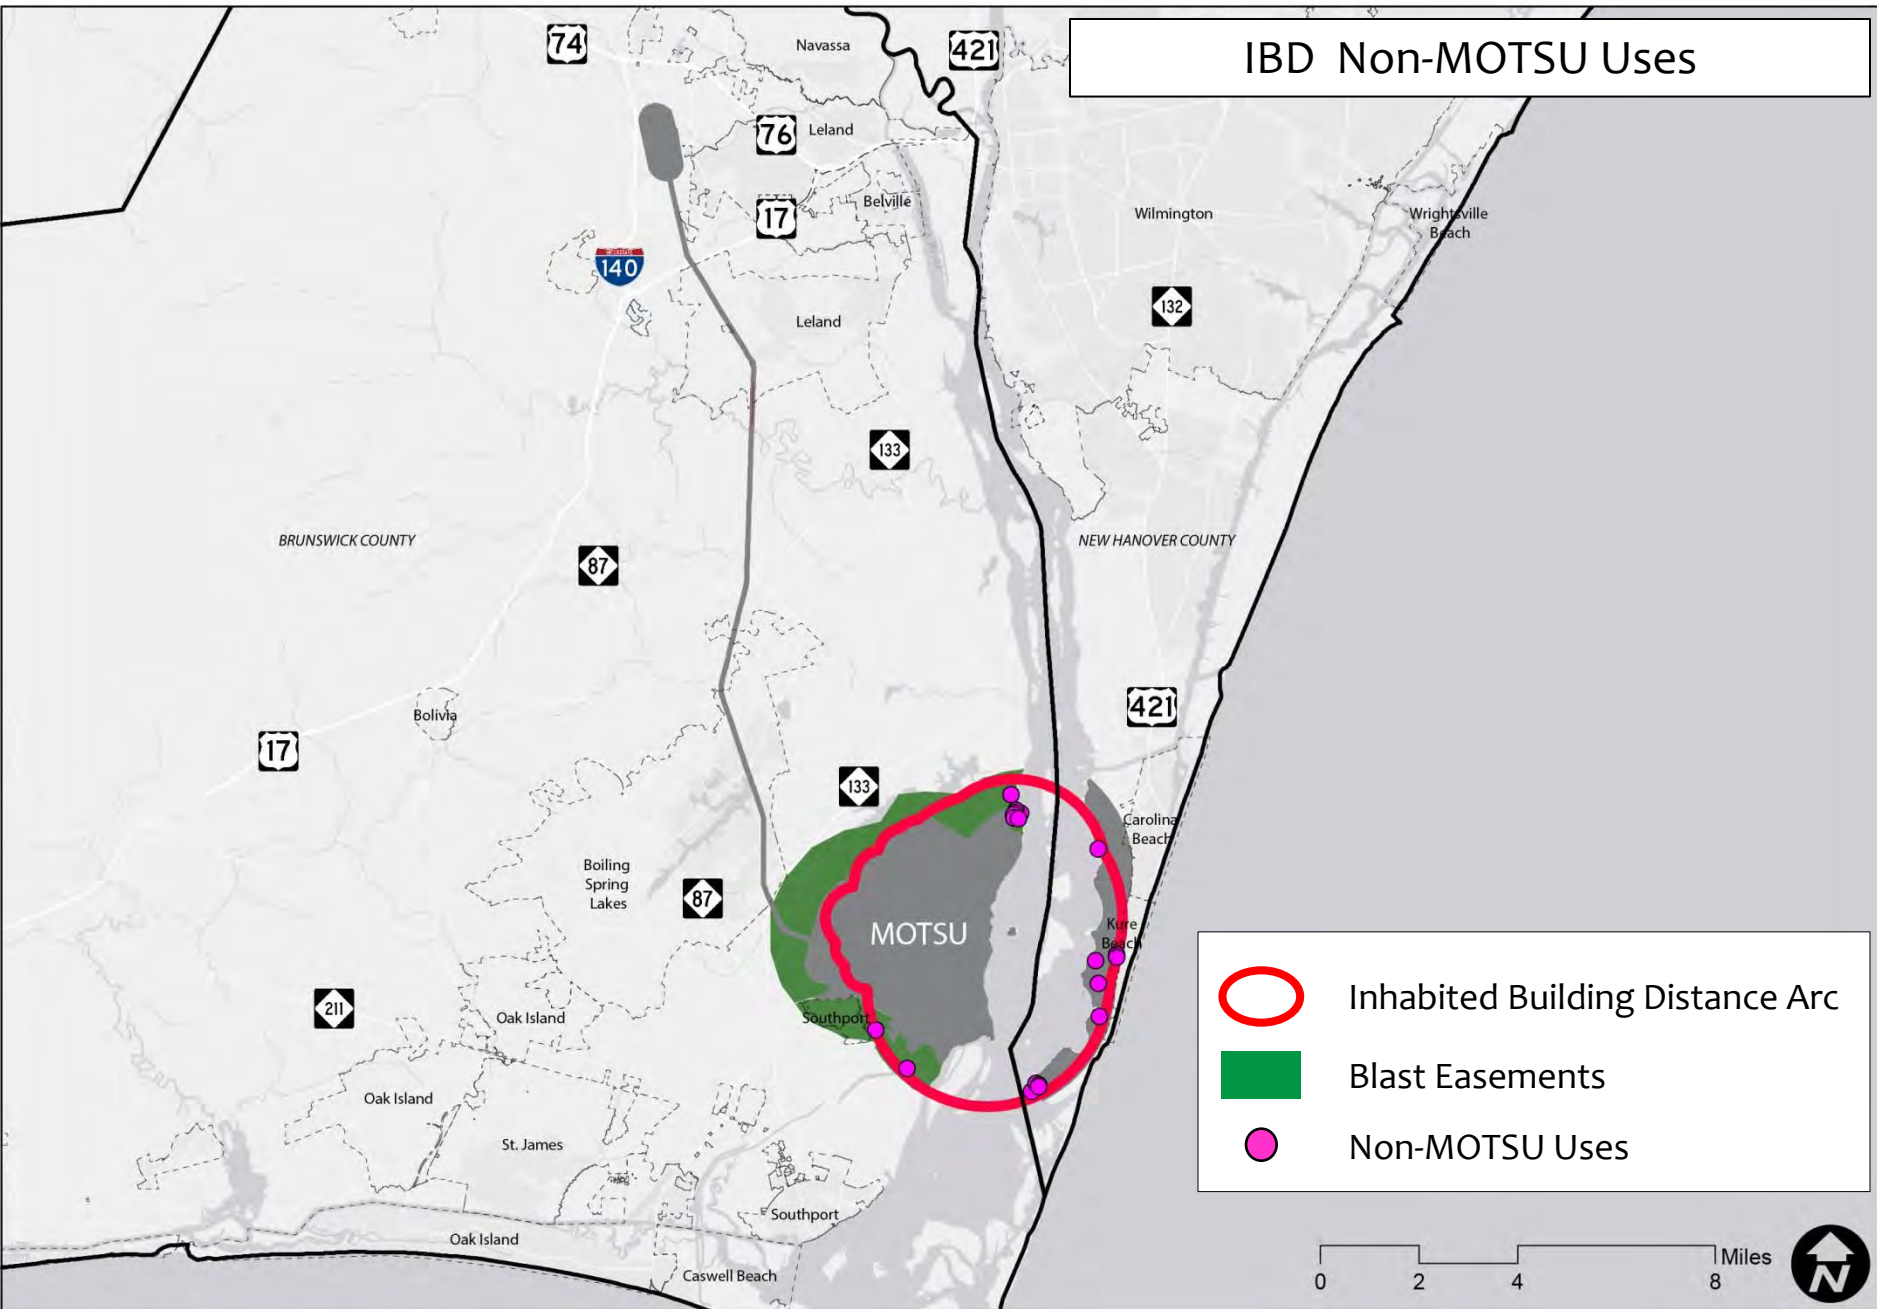 IBD Non-MOTSU Uses
74
Navassa
421
76
Leland
17
Belville
Wilmington
Wrightsville
Beach
140
132
Leland
133
BRUNSWICK COUNTY
NEW HANOVER COUNTY
87
421
Bolivia
17
133
Carolina
Beach
Boiling
Spring
Lakes
87
MOTSU
Kure
Beach
211
Oak Island
Southport
Inhabited Building Distance Arc
Blast Easements
Non-MOTSU Uses
Oak Island
St. James
Southport
Oak Island
Caswell Beach
Miles
0 2 4 8
N